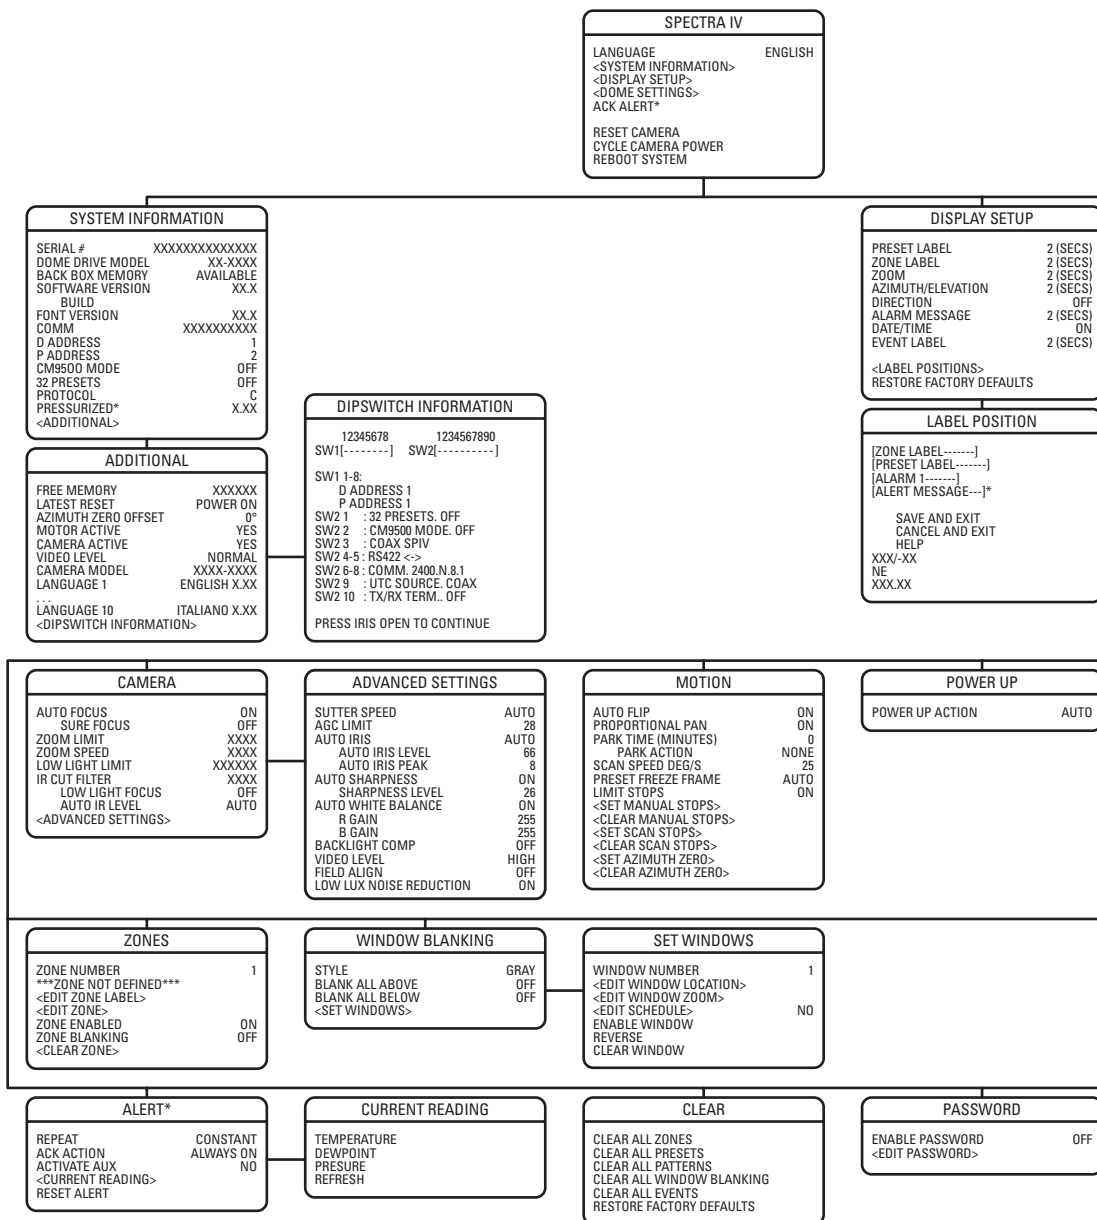 SPECTRA IV
LANGUAGE ENGLISH
<SYSTEM INFORMATION>
<DISPLAY SETUP>
<DOME SETTINGS>
ACK ALERT*
RESET CAMERA
CYCLE CAMERA POWER
REBOOT SYSTEM
SYSTEM INFORMATION
SERIAL # XXXXXXXXXXXXXX
DOME DRIVE MODEL XX-XXXX
BACK BOX MEMORY AVAILABLE
SOFTWARE VERSION XX.X
BUILD
FONT VERSION XX.X
COMM XXXXXXXXXX
D ADDRESS 1
P ADDRESS 2
CM9500 MODE OFF
32 PRESETS OFF
PROTOCOL C
PRESSURIZED* X.XX
<ADDITIONAL>
DISPLAY SETUP
PRESET LABEL 2 (SECS)
ZONE LABEL 2 (SECS)
ZOOM 2 (SECS)
AZIMUTH/ELEVATION 2 (SECS)
DIRECTION OFF
ALARM MESSAGE 2 (SECS)
DATE/TIME ON
EVENT LABEL 2 (SECS)
<LABEL POSITIONS>
RESTORE FACTORY DEFAULTS
ADDITIONAL
FREE MEMORY XXXXXX
LATEST RESET POWER ON
AZIMUTH ZERO OFFSET 0°
MOTOR ACTIVE YES
CAMERA ACTIVE YES
VIDEO LEVEL NORMAL
CAMERA MODEL XXXX-XXXX
LANGUAGE 1 ENGLISH X.XX
...
LANGUAGE 10 ITALIANO X.XX
<DIPSWITCH INFORMATION>
DIPSWITCH INFORMATION
12345678 1234567890
SW1[--------] SW2[----------]
SW1 1-8:
D ADDRESS 1
P ADDRESS 1
SW2 1 : 32 PRESETS. OFF
SW2 2 : CM9500 MODE. OFF
SW2 3 : COAX SPIV
SW2 4-5 : RS422 <->
SW2 6-8 : COMM. 2400.N.8.1
SW2 9 : UTC SOURCE. COAX
SW2 10 : TX/RX TERM.. OFF
PRESS IRIS OPEN TO CONTINUE
LABEL POSITION
[ZONE LABEL-------]
[PRESET LABEL-------]
[ALARM 1-------]
[ALERT MESSAGE---]*
SAVE AND EXIT
CANCEL AND EXIT
HELP
XXX/-XX
NE
XXX.XX
CAMERA
AUTO FOCUS ON
SURE FOCUS OFF
ZOOM LIMIT XXXX
ZOOM SPEED XXXX
LOW LIGHT LIMIT XXXXXX
IR CUT FILTER XXXX
LOW LIGHT FOCUS OFF
AUTO IR LEVEL AUTO
<ADVANCED SETTINGS>
ADVANCED SETTINGS
SUTTER SPEED AUTO
AGC LIMIT 28
AUTO IRIS AUTO
AUTO IRIS LEVEL 66
AUTO IRIS PEAK 8
AUTO SHARPNESS ON
SHARPNESS LEVEL 26
AUTO WHITE BALANCE ON
R GAIN 255
B GAIN 255
BACKLIGHT COMP OFF
VIDEO LEVEL HIGH
FIELD ALIGN OFF
LOW LUX NOISE REDUCTION ON
MOTION
AUTO FLIP ON
PROPORTIONAL PAN ON
PARK TIME (MINUTES) 0
PARK ACTION NONE
SCAN SPEED DEG/S 25
PRESET FREEZE FRAME AUTO
LIMIT STOPS ON
<SET MANUAL STOPS>
<CLEAR MANUAL STOPS>
<SET SCAN STOPS>
<CLEAR SCAN STOPS>
<SET AZIMUTH ZERO>
<CLEAR AZIMUTH ZERO>
POWER UP
POWER UP ACTION AUTO
ZONES
ZONE NUMBER 1
***ZONE NOT DEFINED***
<EDIT ZONE LABEL>
<EDIT ZONE>
ZONE ENABLED ON
ZONE BLANKING OFF
<CLEAR ZONE>
WINDOW BLANKING
STYLE GRAY
BLANK ALL ABOVE OFF
BLANK ALL BELOW OFF
<SET WINDOWS>
SET WINDOWS
WINDOW NUMBER 1
<EDIT WINDOW LOCATION>
<EDIT WINDOW ZOOM>
<EDIT SCHEDULE> NO
ENABLE WINDOW
REVERSE
CLEAR WINDOW
ALERT*
REPEAT CONSTANT
ACK ACTION ALWAYS ON
ACTIVATE AUX NO
<CURRENT READING>
RESET ALERT
CURRENT READING
TEMPERATURE
DEWPOINT
PRESURE
REFRESH
CLEAR
CLEAR ALL ZONES
CLEAR ALL PRESETS
CLEAR ALL PATTERNS
CLEAR ALL WINDOW BLANKING
CLEAR ALL EVENTS
RESTORE FACTORY DEFAULTS
PASSWORD
ENABLE PASSWORD OFF
<EDIT PASSWORD>